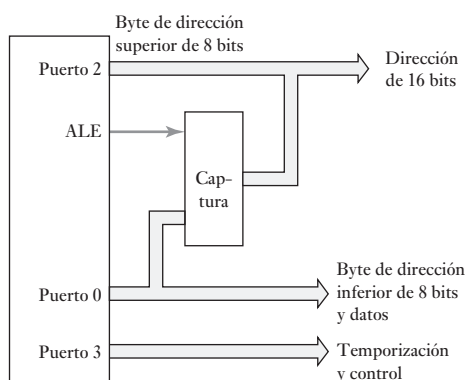 Byte de dirección
superior de 8 bits
Puerto 2
Dirección
de 16 bits
ALE
Cap-
tura
Puerto 0
Byte de dirección
inferior de 8 bits
y datos
Puerto 3
Temporización
y control